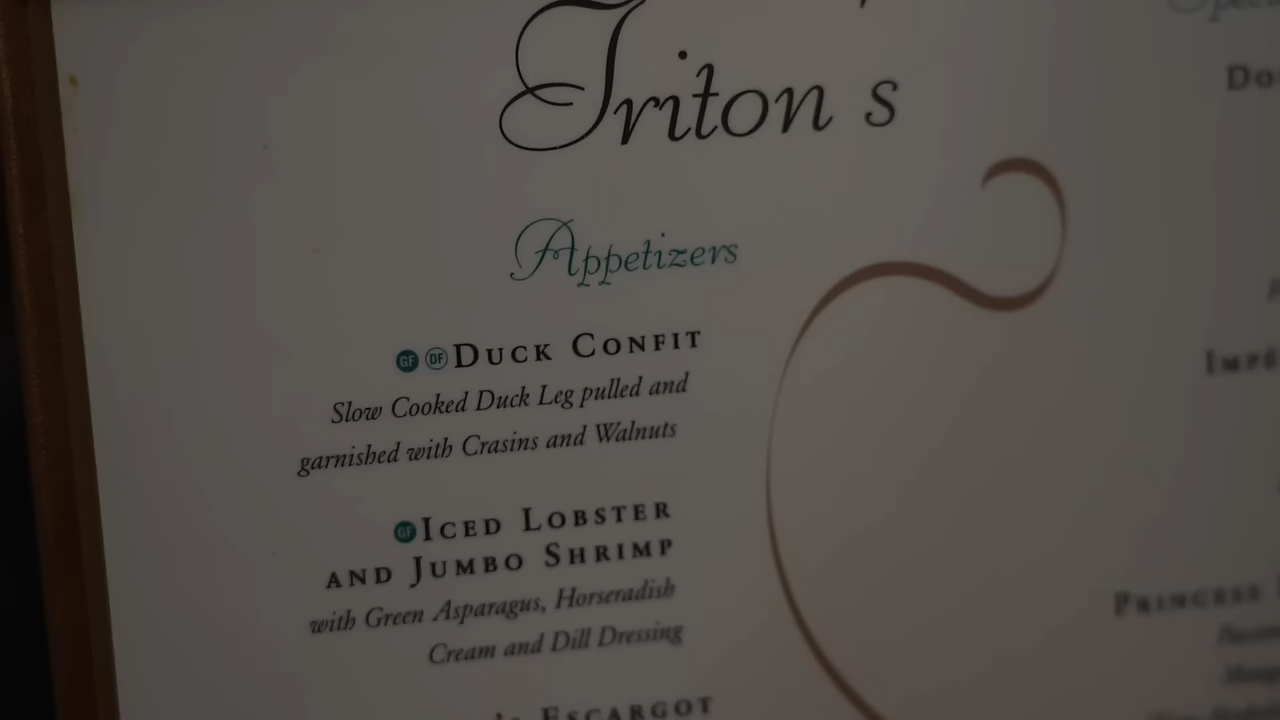 Triton s
Appetizers
GF DF DUCK CONFIT
Slow Cooked Duck Leg pulled and
garnished with Crasins and Walnuts
GF ICED LOBSTER
AND JUMBO SHRIMP
with Green Asparagus, Horseradish
Cream and Dill Dressing
ESCARGOT
PRINCESS